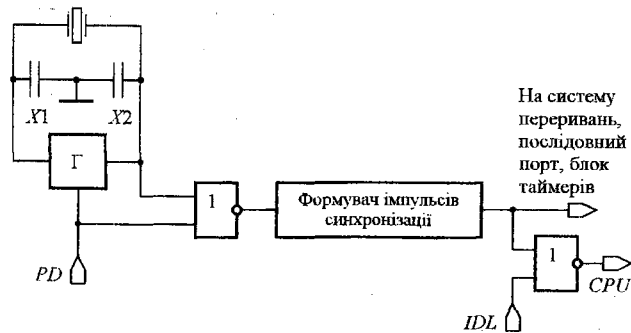 X1
X2
Г
1
Формувач імпульсів
синхронізації
На систему
переривань,
послідовний
порт, блок
таймерів
1
PD
IDL
CPU